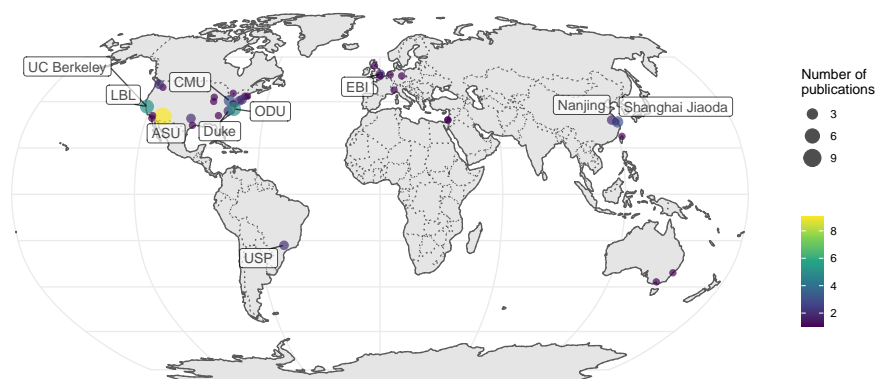 UC Berkeley
LBL
CMU
ASU
Duke
ODU
EBI
Nanjing
Shanghai Jiaoda
USP
Number of
publications
3
6
9
8
6
4
2